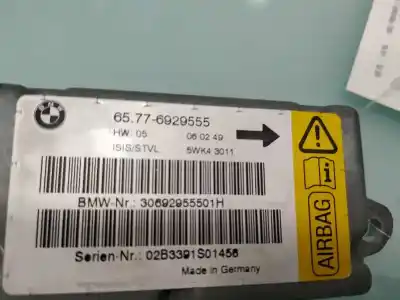 65.77-6929555
HW 05 06 02 49
ISIS/STVL 5WK4 3011
BMW-Nr.: 30692955501H
Serien-Nr.: 02B3391S01456
Made in Germany
AIRBAG